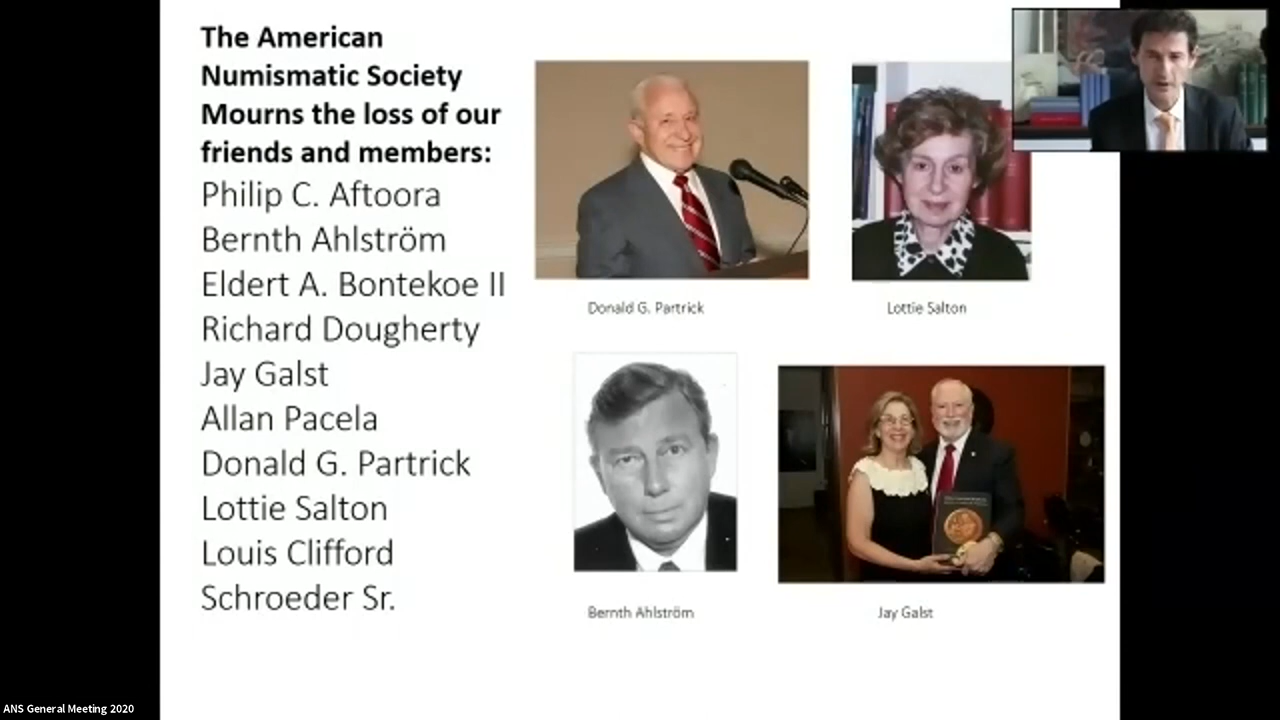 The American
Numismatic Society
Mourns the loss of our
friends and members:
Philip C. Aftoora
Bernth Ahlström
Eldert A. Bontekoe II
Richard Dougherty
Jay Galst
Allan Pacela
Donald G. Partrick
Lottie Salton
Louis Clifford
Schroeder Sr.
Donald G. Partrick
Lottie Salton
Bernth Ahlström
Jay Galst
ANS General Meeting 2020